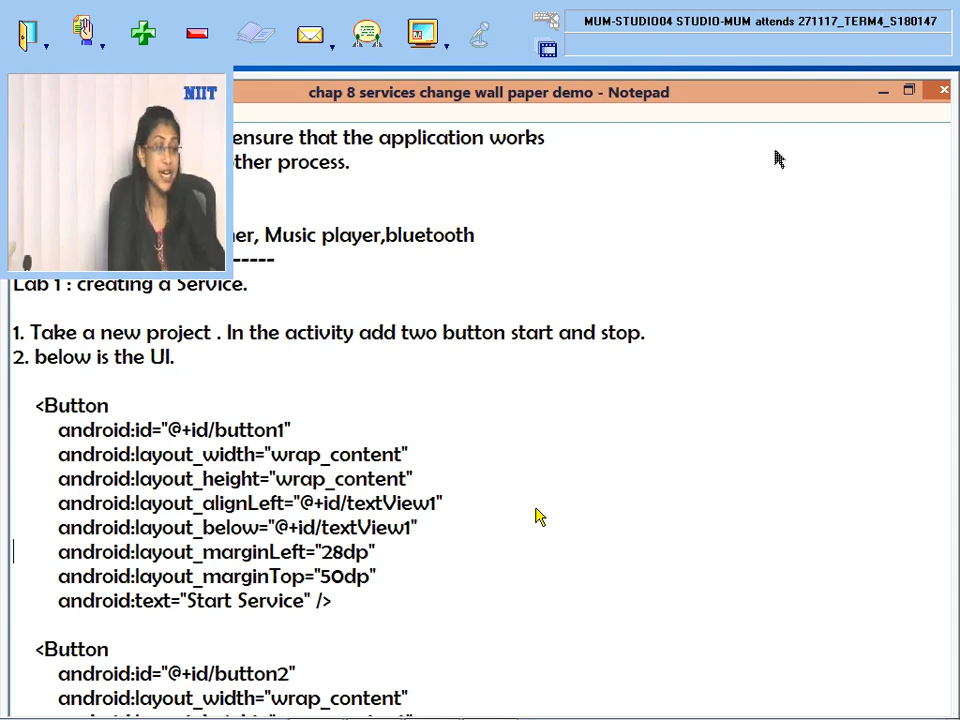 MUM-STUDIO04 STUDIO-MUM attends 271117_TERM4_S180147
NIIT
chap 8 services change wall paper demo - Notepad
ensure that the application works
other process.
her, Music player,bluetooth
-----
Lab 1 : creating a Service.
1. Take a new project . In the activity add two button start and stop.
2. below is the UI.
<Button
android:id="@+id/button1"
android:layout_width="wrap_content"
android:layout_height="wrap_content"
android:layout_alignLeft="@+id/textView1"
android:layout_below="@+id/textView1"
android:layout_marginLeft="28dp"
android:layout_marginTop="50dp"
android:text="Start Service" />
<Button
android:id="@+id/button2"
android:layout_width="wrap_content"